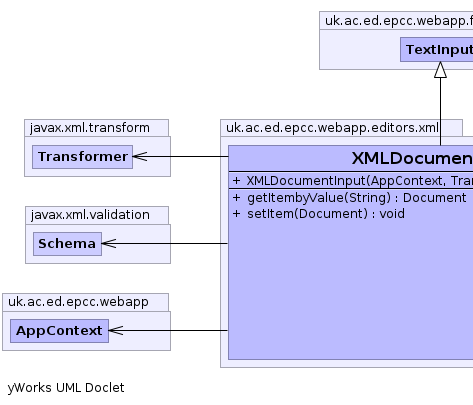 uk.ac.ed.epcc.webapp.f
TextInput
javax.xml.transform
Transformer
uk.ac.ed.epcc.webapp.editors.xml
XMLDocumen
+ XMLDocumentInput(AppContext, Tran
+ getItembyValue(String) : Document
+ setItem(Document) : void
javax.xml.validation
Schema
uk.ac.ed.epcc.webapp
AppContext
yWorks UML Doclet